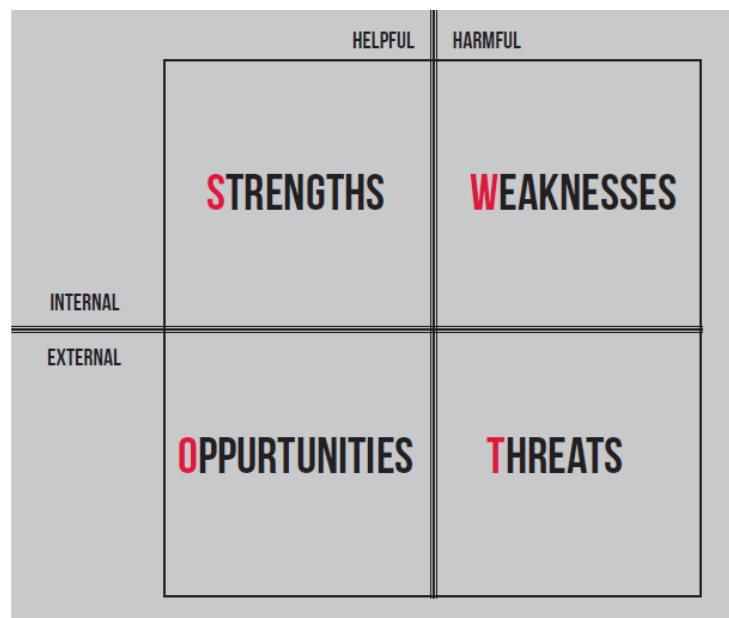 HELPFUL HARMFUL
STRENGTHS WEAKNESSES
INTERNAL
EXTERNAL
OPPURTUNITIES THREATS